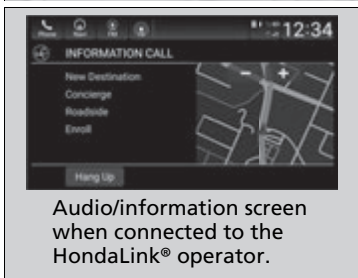 12:34
INFORMATION CALL
New Destination
Concierge
Roadside
Enroll
Hang Up
Audio/information screen
when connected to the
HondaLink® operator.